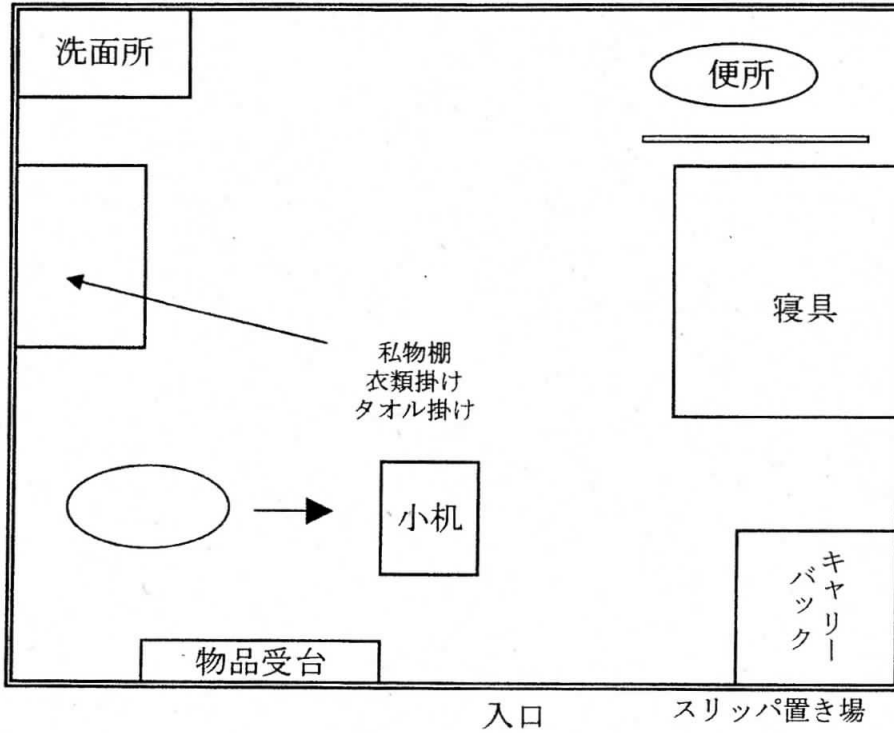 洗面所
便所
寝具
私物棚
衣類掛け
タオル掛け
小机
キャリー
バック
物品受台
入口
スリッパ置き場